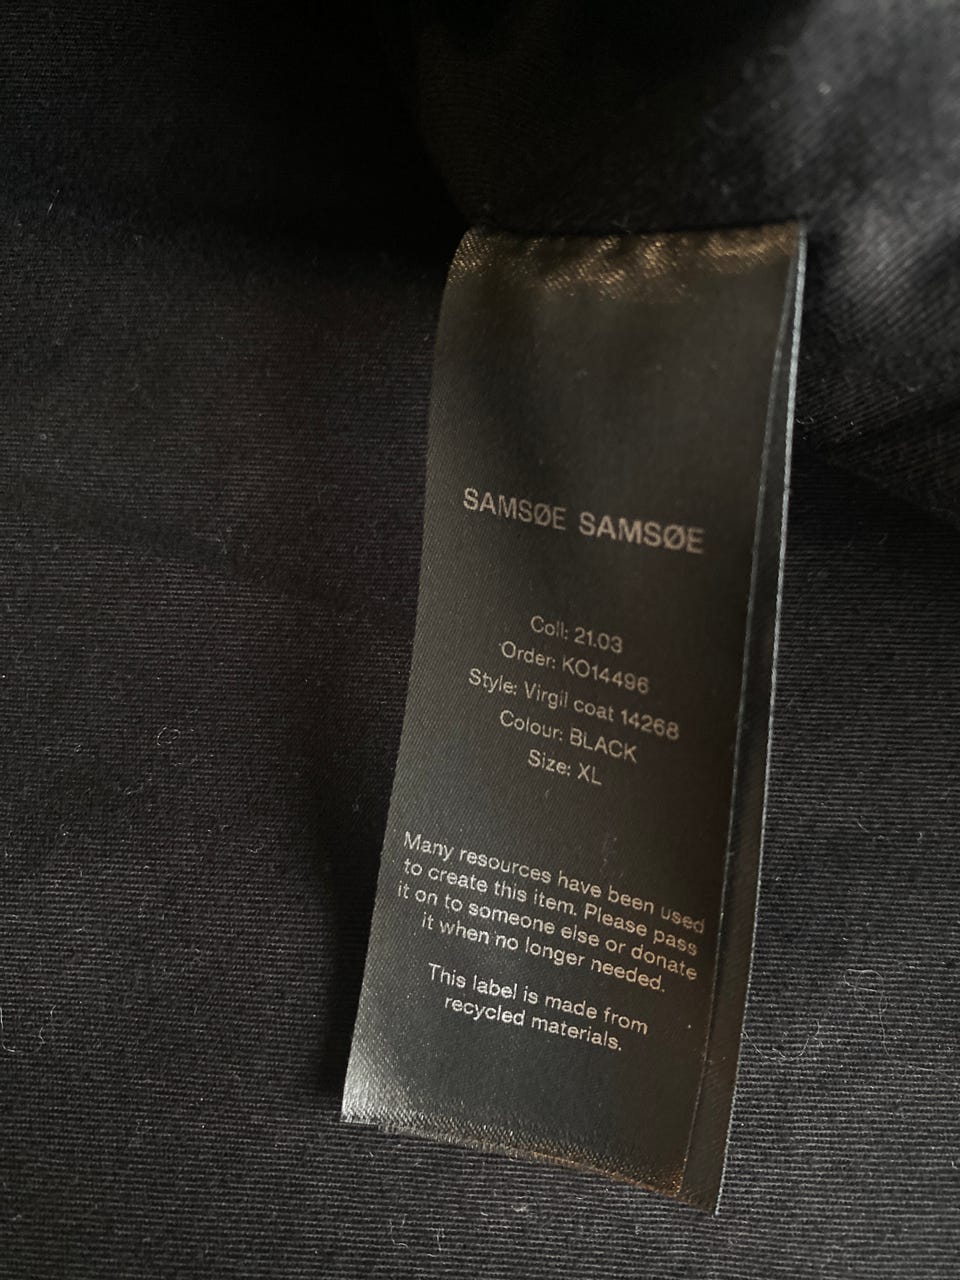 SAMSØE SAMSØE
Coll: 21.03
Order: KO14496
Style: Virgil coat 14268
Colour: BLACK
Size: XL
Many resources have been used
to create this item. Please pass
it on to someone else or donate
it when no longer needed.
This label is made from
recycled materials.